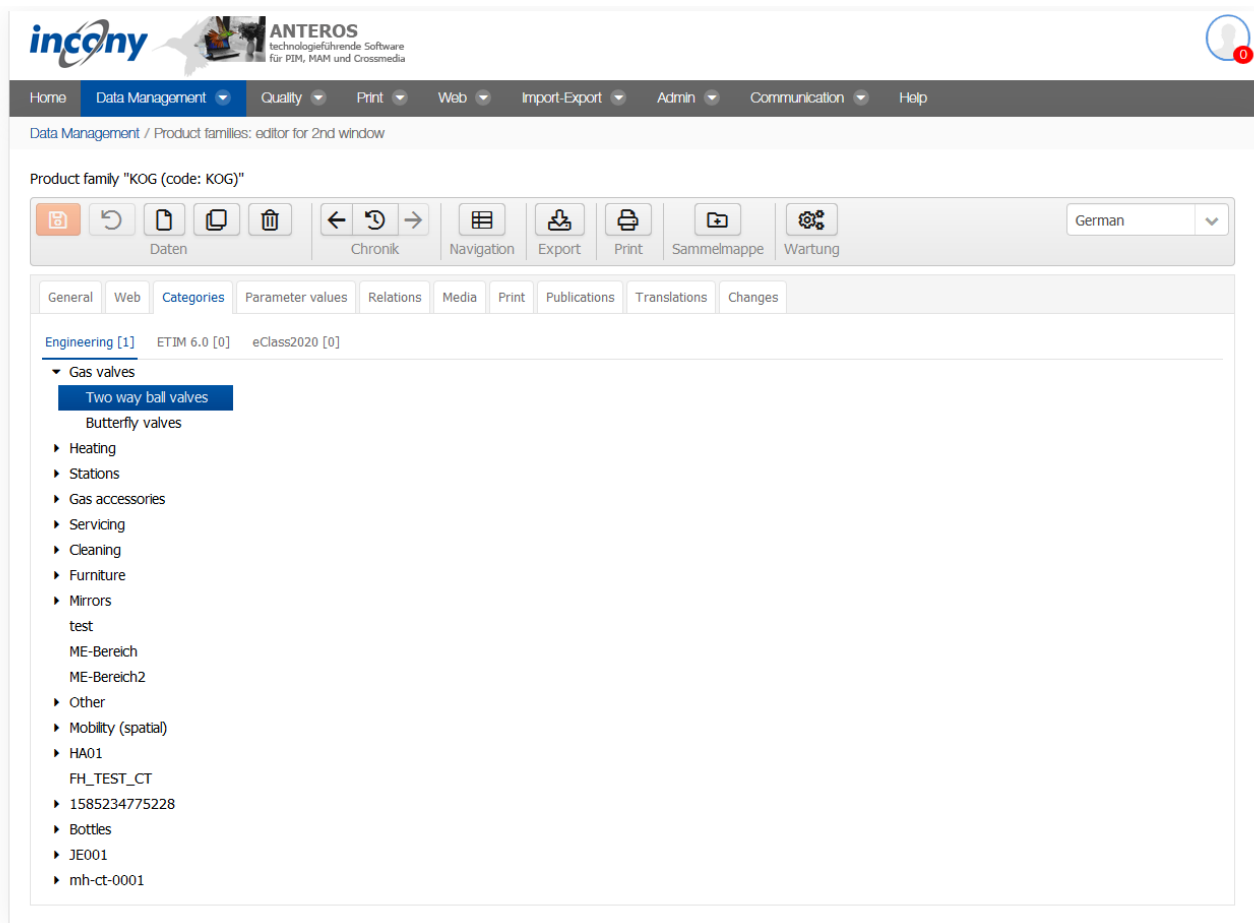 incony
ANTEROS
technologieführende Software
für PIM, MAM und Crossmedia
0
Home Data Management Quality Print Web Import-Export Admin Communication Help
Data Management / Product families: editor for 2nd window
Product family "KOG (code: KOG)"
German
Daten Chronik Navigation Export Print Sammelmappe Wartung
General Web Categories Parameter values Relations Media Print Publications Translations Changes
Engineering [1] ETIM 6.0 [0] eClass2020 [0]
Gas valves
Two way ball valves
Butterfly valves
Heating
Stations
Gas accessories
Servicing
Cleaning
Furniture
Mirrors
test
ME-Bereich
ME-Bereich2
Other
Mobility (spatial)
HA01
FH_TEST_CT
1585234775228
Bottles
JE001
mh-ct-0001